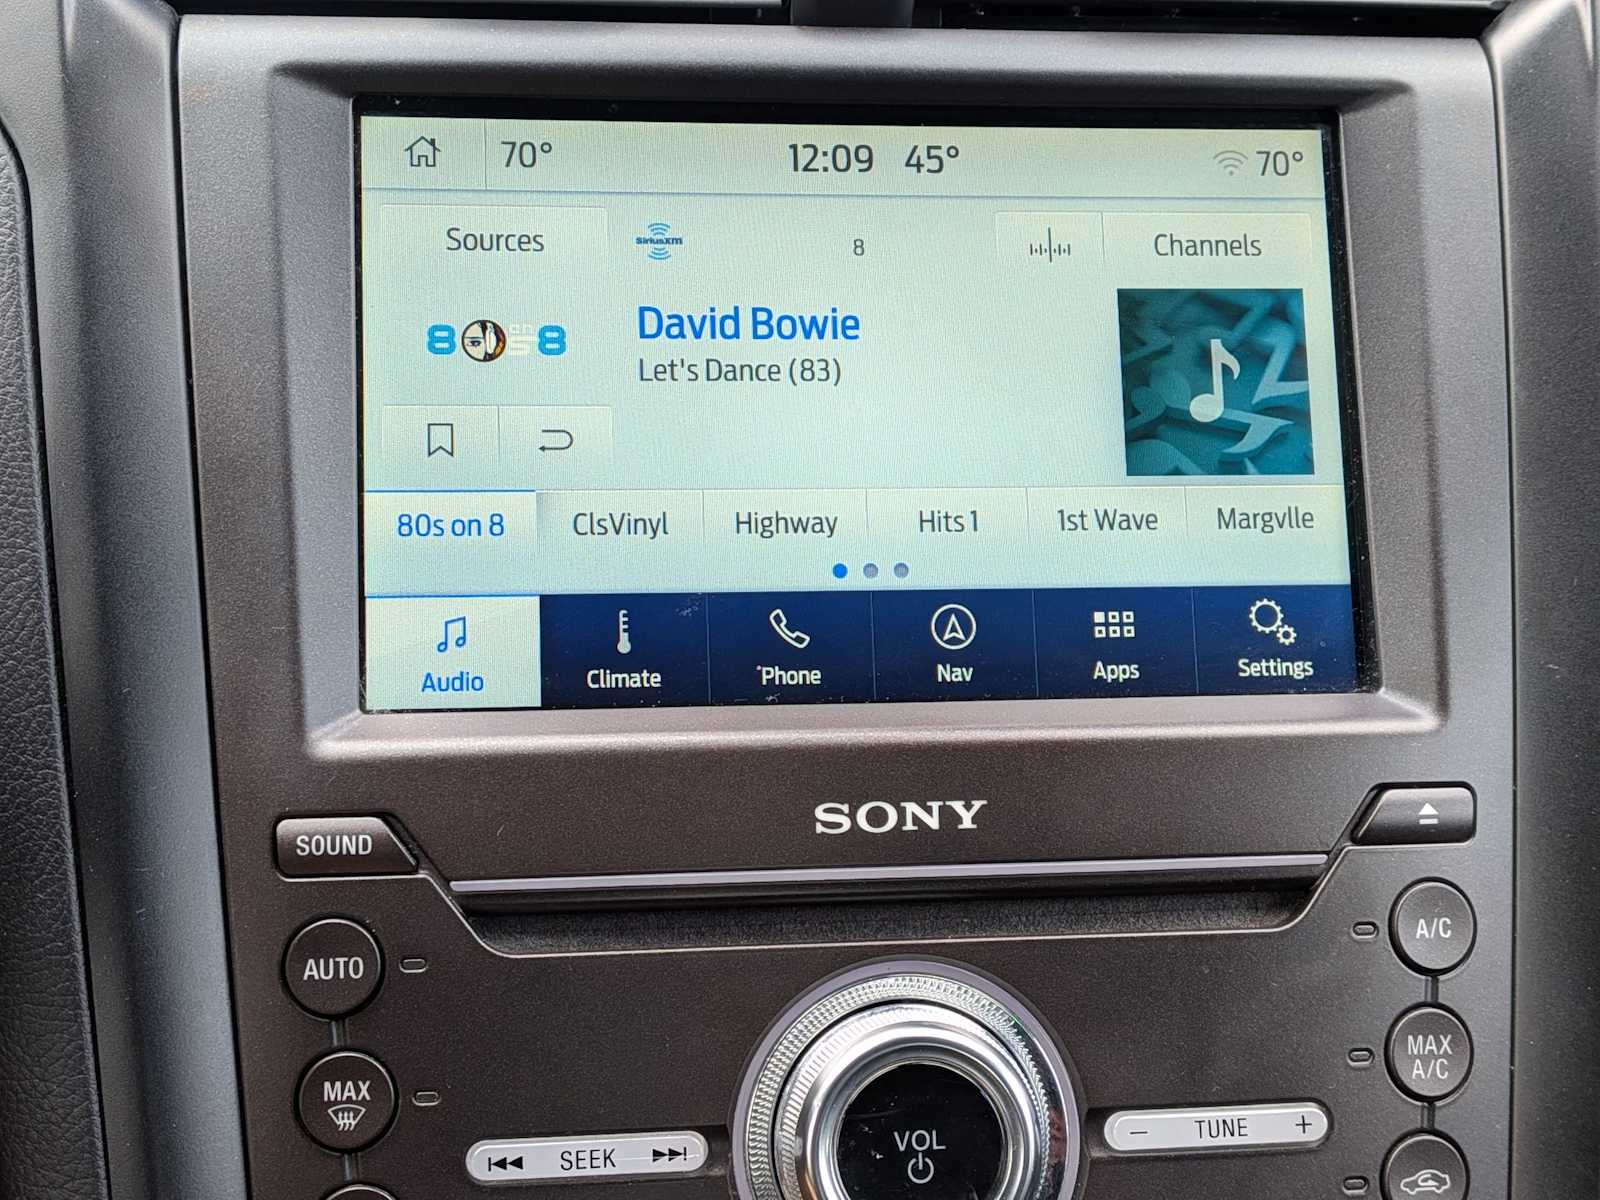 70° 12:09 45° 70°
Sources SiriusXM 8 Channels
8 on 8
David Bowie
Let's Dance (83)
80s on 8 ClsVinyl Highway Hits 1 1st Wave Margvlle
Audio Climate Phone Nav Apps Settings
SONY
SOUND
AUTO A/C
MAX MAX A/C
SEEK VOL TUNE